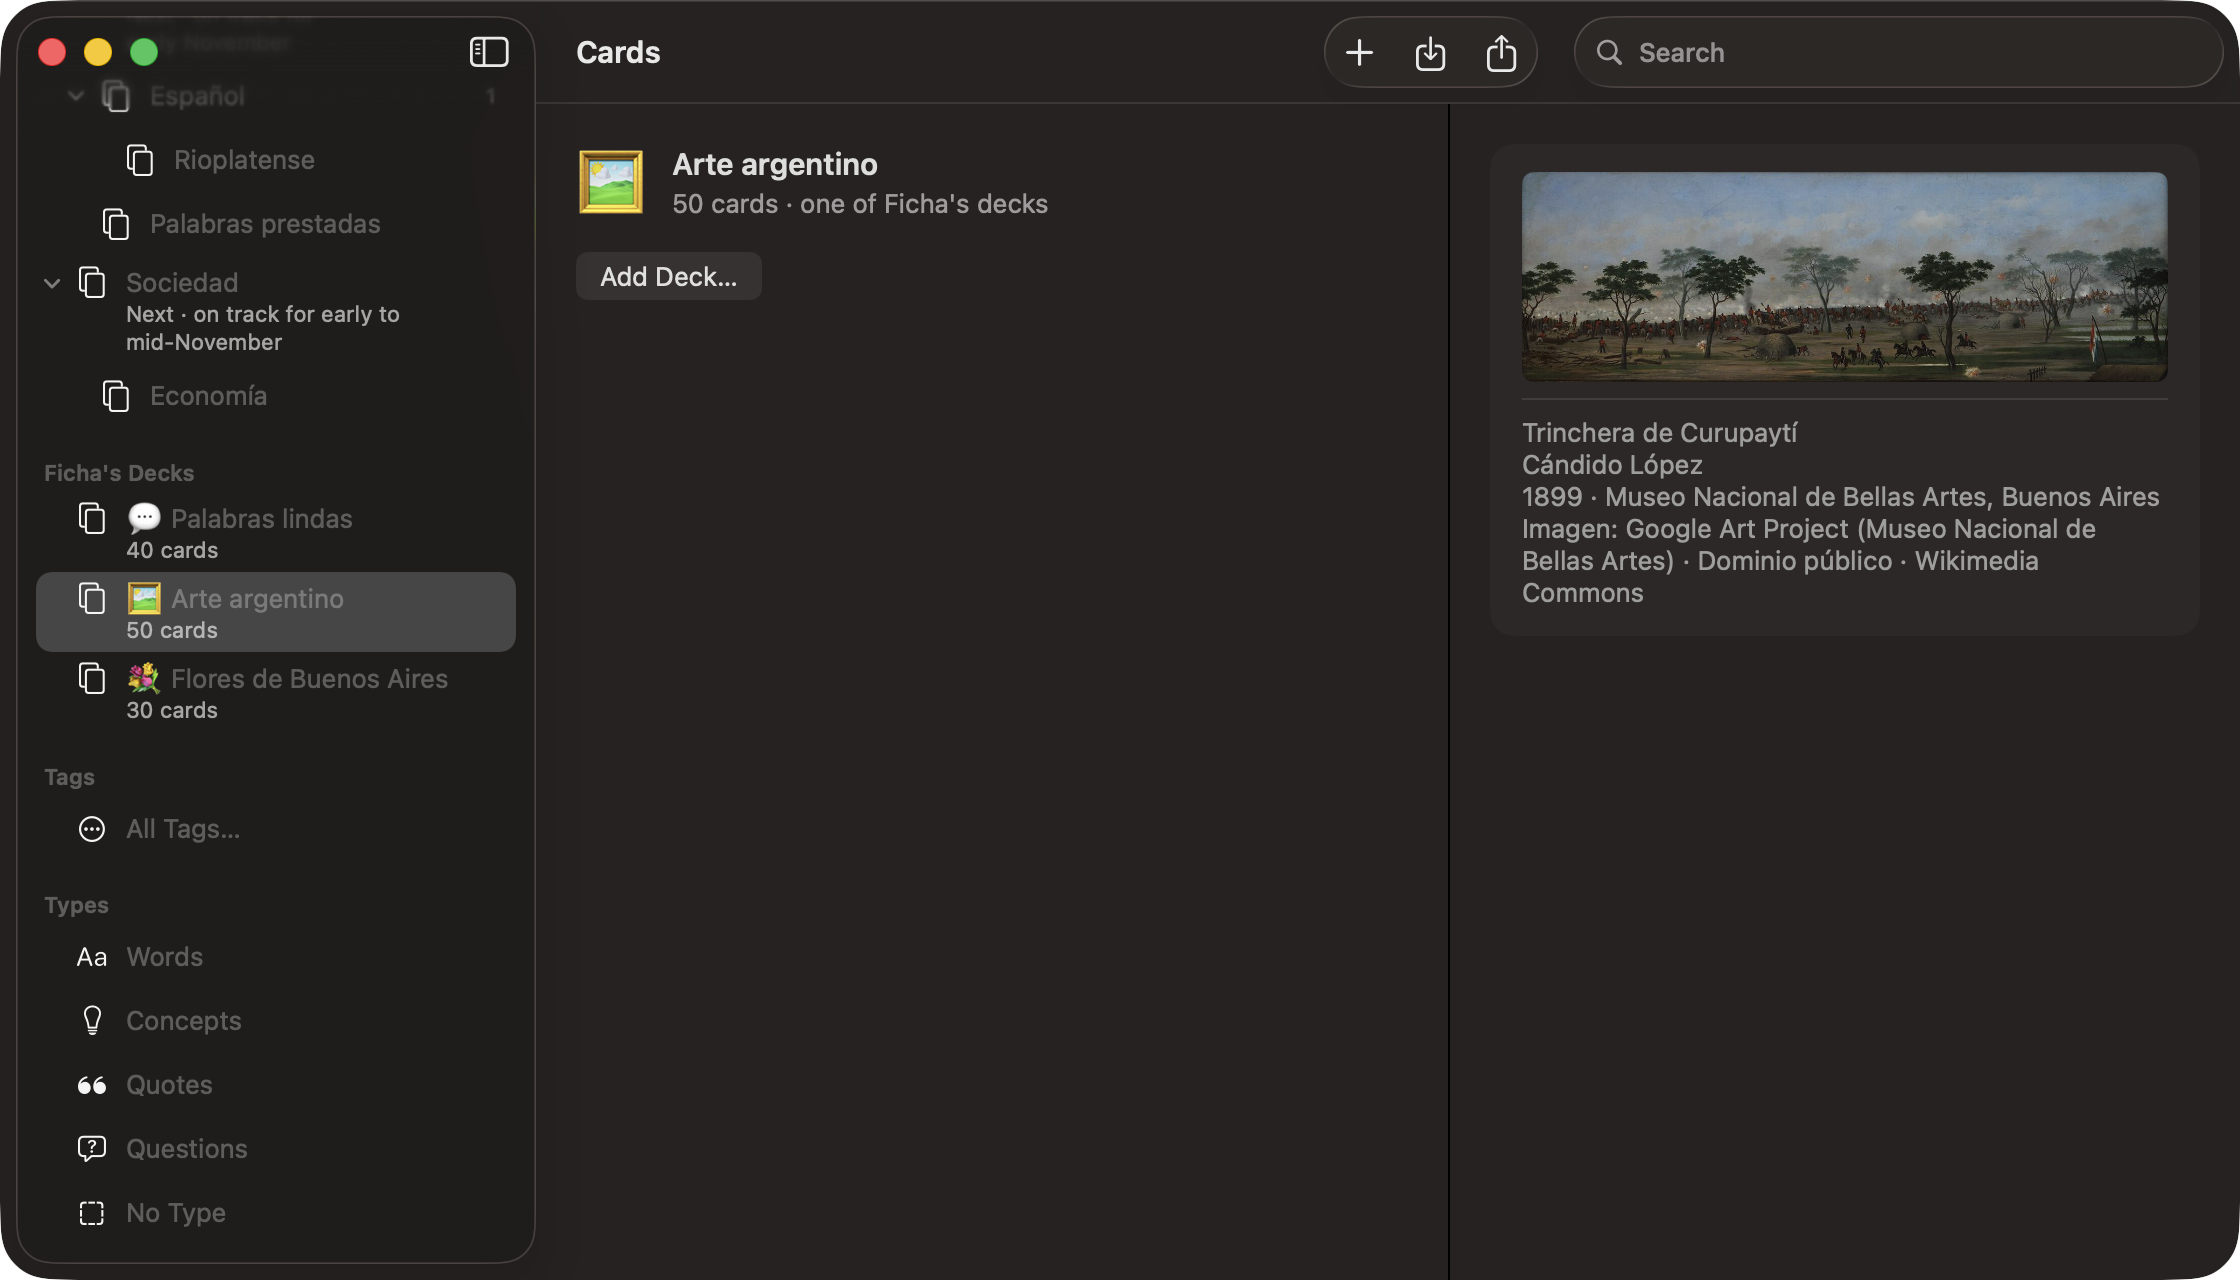 Cards
Search
Español 1
Rioplatense
Palabras prestadas
Sociedad
Next · on track for early to
mid-November
Economía
Ficha's Decks
Palabras lindas
40 cards
Arte argentino
50 cards
Flores de Buenos Aires
30 cards
Tags
All Tags...
Types
Aa Words
Concepts
Quotes
Questions
No Type
Arte argentino
50 cards · one of Ficha's decks
Add Deck...
Trinchera de Curupaytí
Cándido López
1899 · Museo Nacional de Bellas Artes, Buenos Aires
Imagen: Google Art Project (Museo Nacional de
Bellas Artes) · Dominio público · Wikimedia
Commons